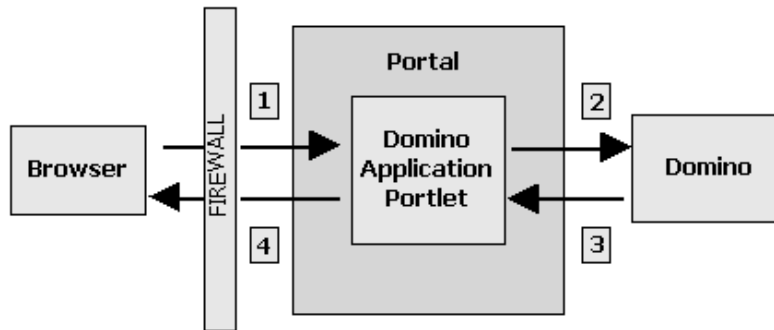 Portal
1
2
Browser
FIREWALL
Domino
Application
Portlet
Domino
4
3